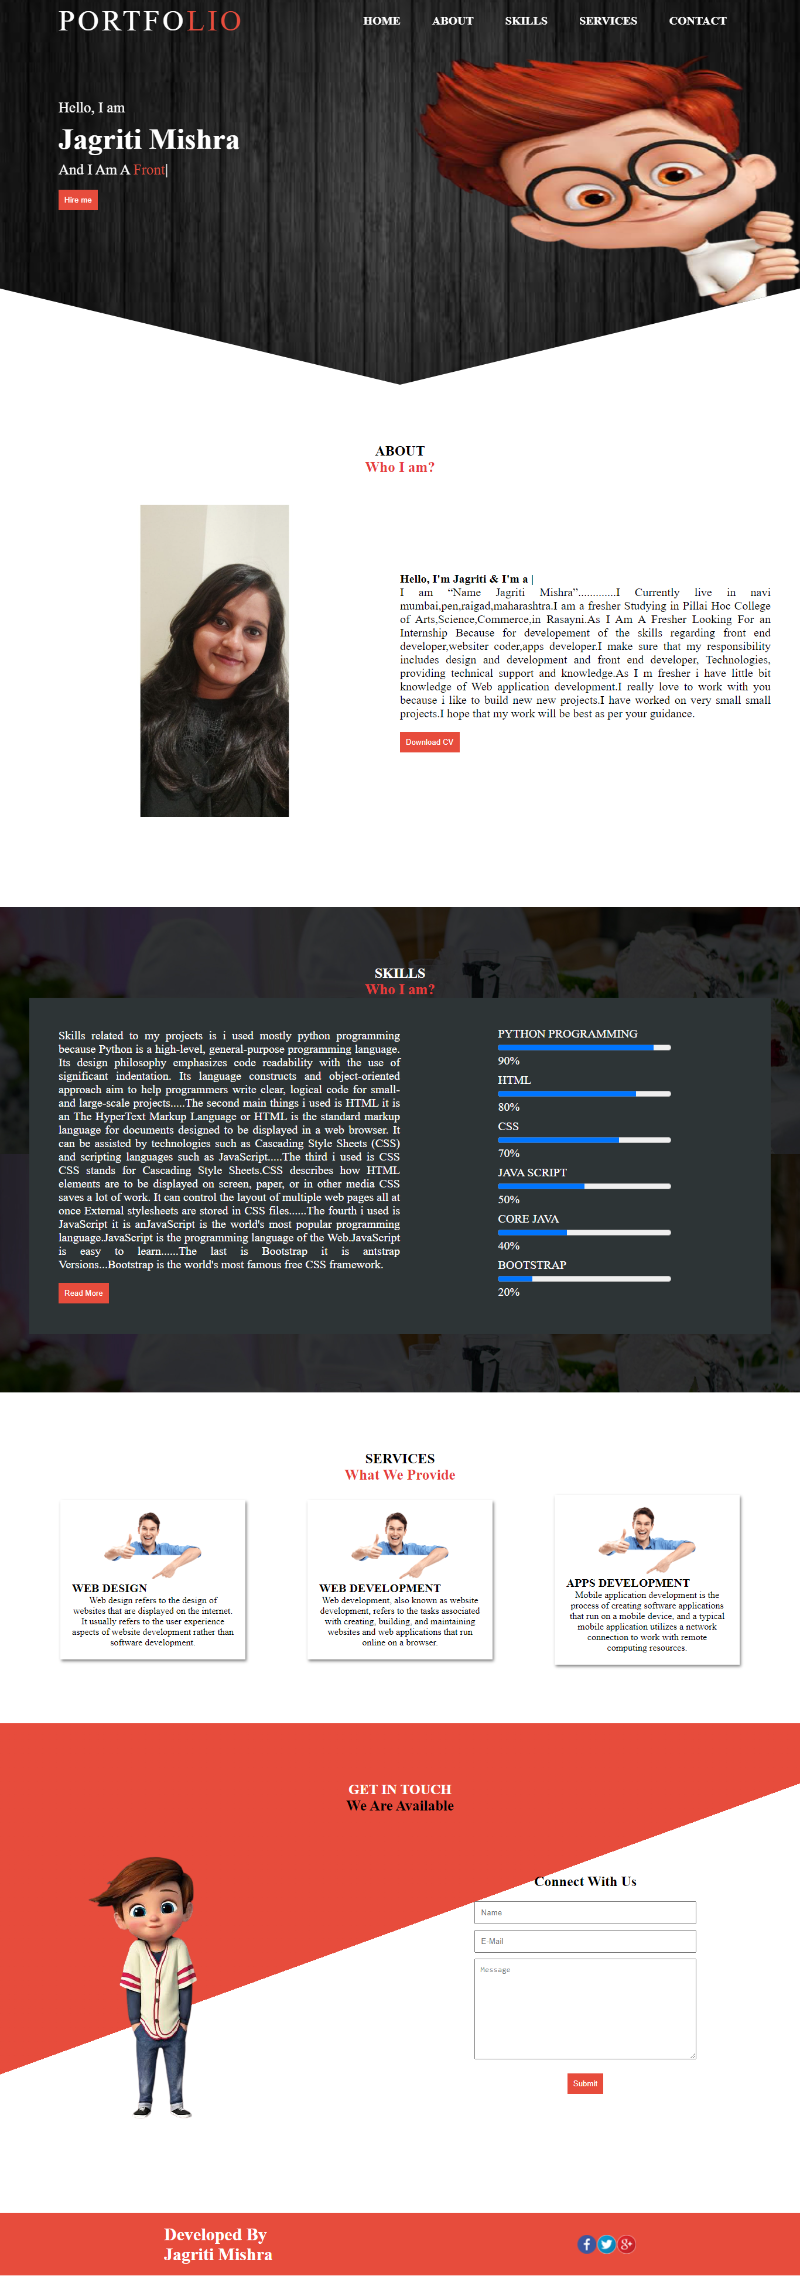 PORTFOLIO
HOME ABOUT SKILLS SERVICES CONTACT
Hello, I am
Jagriti Mishra
And I Am A Front|
Hire me
ABOUT
Who I am?
Hello, I'm Jagriti & I'm a |
I am “Name Jagriti Mishra”.............I Currently live in navi
mumbai,pen,raigad,maharashtra.I am a fresher Studying in Pillai Hoc College
of Arts,Science,Commerce,in Rasayni.As I Am A Fresher Looking For an
Internship Because for developement of the skills regarding front end
developer,websiter coder,apps developer.I make sure that my responsibility
includes design and development and front end developer, Technologies,
providing technical support and knowledge.As I m fresher i have little bit
knowledge of Web application development.I really love to work with you
because i like to build new new projects.I have worked on very small small
projects.I hope that my work will be best as per your guidance.
Download CV
SKILLS
Who I am?
Skills related to my projects is i used mostly python programming
because Python is a high-level, general-purpose programming language.
Its design philosophy emphasizes code readability with the use of
significant indentation. Its language constructs and object-oriented
approach aim to help programmers write clear, logical code for small-
and large-scale projects.....The second main things i used is HTML it is
an The HyperText Markup Language or HTML is the standard markup
language for documents designed to be displayed in a web browser. It
can be assisted by technologies such as Cascading Style Sheets (CSS)
and scripting languages such as JavaScript.....The third i used is CSS
CSS stands for Cascading Style Sheets.CSS describes how HTML
elements are to be displayed on screen, paper, or in other media CSS
saves a lot of work. It can control the layout of multiple web pages all at
once External stylesheets are stored in CSS files......The fourth i used is
JavaScript it is anJavaScript is the world's most popular programming
language.JavaScript is the programming language of the Web.JavaScript
is easy to learn......The last is Bootstrap it is antstrap
Versions...Bootstrap is the world's most famous free CSS framework.
Read More
PYTHON PROGRAMMING
90%
HTML
80%
CSS
70%
JAVA SCRIPT
50%
CORE JAVA
40%
BOOTSTRAP
20%
SERVICES
What We Provide
WEB DESIGN
Web design refers to the design of
websites that are displayed on the internet.
It usually refers to the user experience
aspects of website development rather than
software development.
WEB DEVELOPMENT
Web development, also known as website
development, refers to the tasks associated
with creating, building, and maintaining
websites and web applications that run
online on a browser.
APPS DEVELOPMENT
Mobile application development is the
process of creating software applications
that run on a mobile device, and a typical
mobile application utilizes a network
connection to work with remote
computing resources.
GET IN TOUCH
We Are Available
Connect With Us
Name
E-Mail
Message
Submit
Developed By
Jagriti Mishra
f
g+